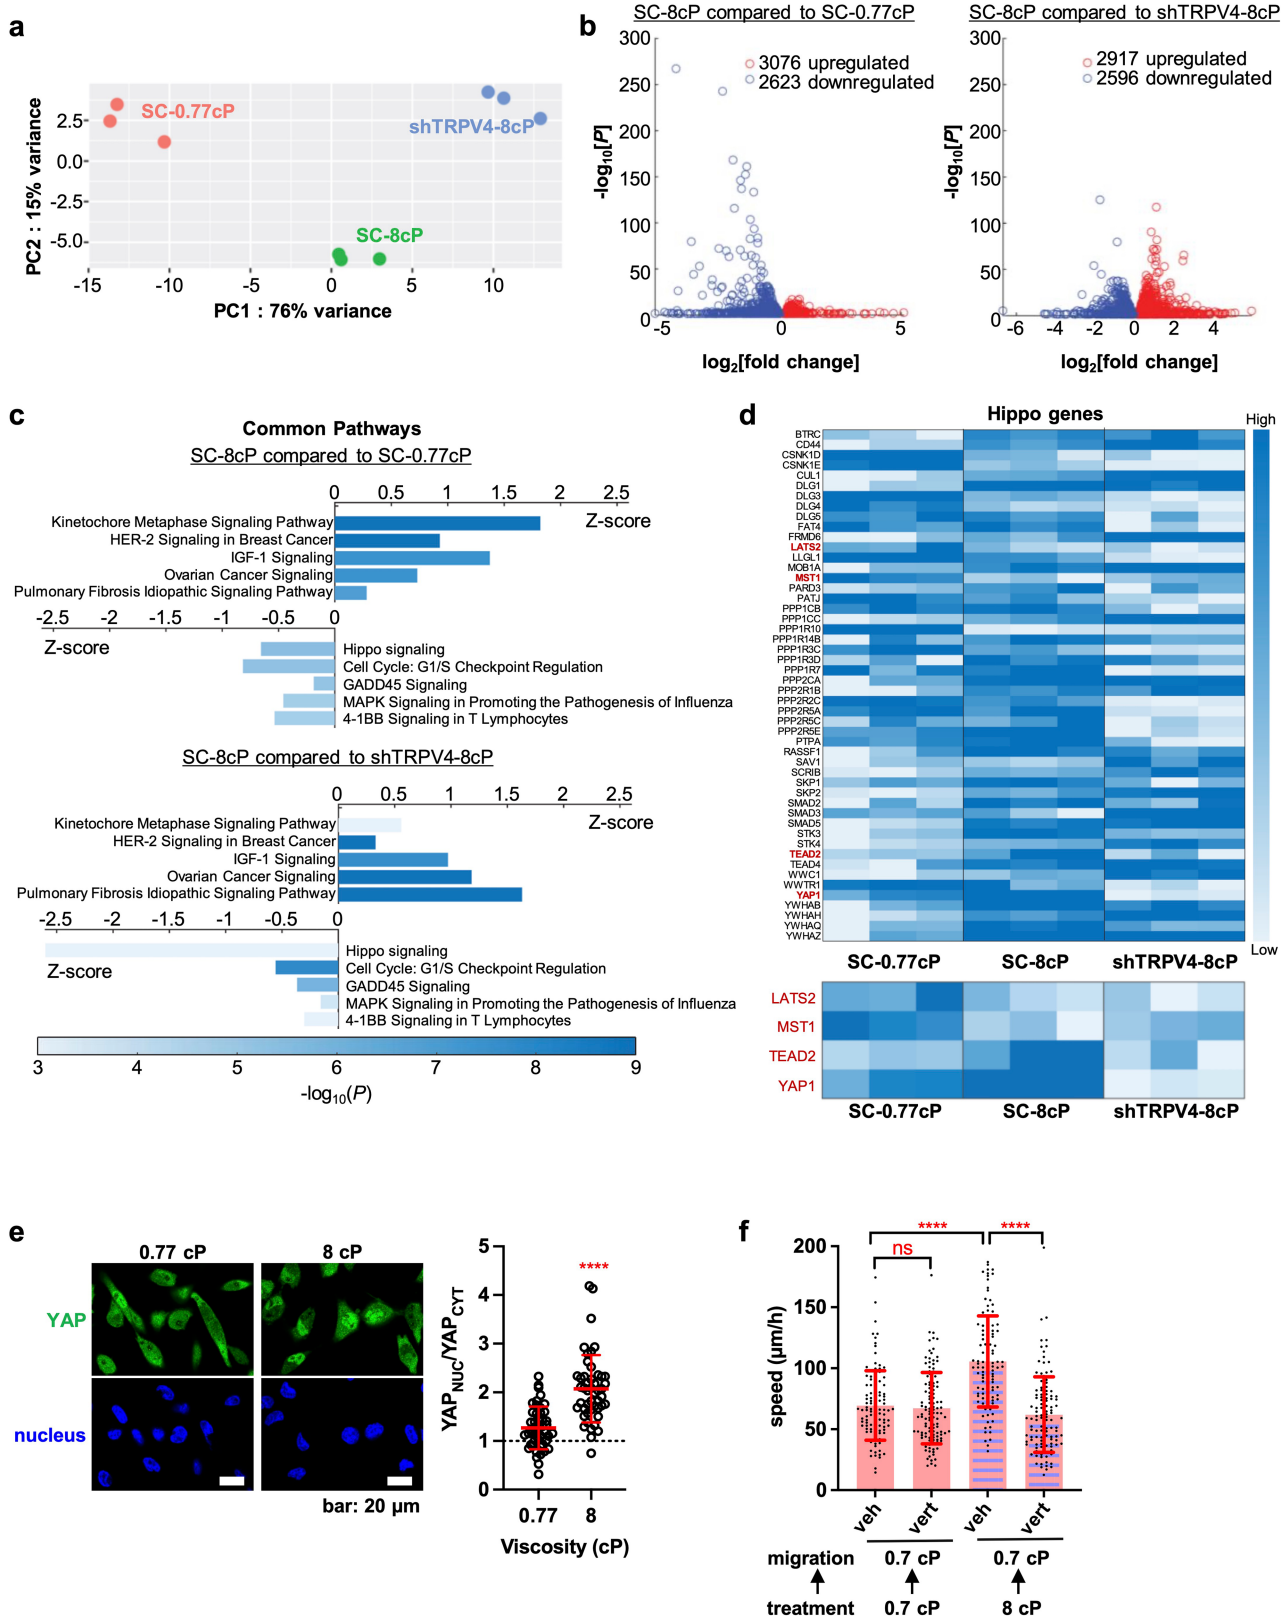 a
SC-0.77cP
shTRPV4-8cP
SC-8cP
PC2 : 15% variance
2.5
0.0
-2.5
-5.0
-15
-10
-5
0
5
10
PC1 : 76% variance
b
SC-8cP compared to SC-0.77cP
3076 upregulated
2623 downregulated
-log10[P]
300
250
200
150
100
50
0
-5
0
5
log2[fold change]
SC-8cP compared to shTRPV4-8cP
2917 upregulated
2596 downregulated
-log10[P]
300
250
200
150
100
50
0
-6
-4
-2
0
2
4
log2[fold change]
c
Common Pathways
SC-8cP compared to SC-0.77cP
0
0.5
1
1.5
2
2.5
Z-score
Kinetochore Metaphase Signaling Pathway
HER-2 Signaling in Breast Cancer
IGF-1 Signaling
Ovarian Cancer Signaling
Pulmonary Fibrosis Idiopathic Signaling Pathway
-2.5
-2
-1.5
-1
-0.5
0
Z-score
Hippo signaling
Cell Cycle: G1/S Checkpoint Regulation
GADD45 Signaling
MAPK Signaling in Promoting the Pathogenesis of Influenza
4-1BB Signaling in T Lymphocytes
SC-8cP compared to shTRPV4-8cP
0
0.5
1
1.5
2
2.5
Z-score
Kinetochore Metaphase Signaling Pathway
HER-2 Signaling in Breast Cancer
IGF-1 Signaling
Ovarian Cancer Signaling
Pulmonary Fibrosis Idiopathic Signaling Pathway
-2.5
-2
-1.5
-1
-0.5
0
Z-score
Hippo signaling
Cell Cycle: G1/S Checkpoint Regulation
GADD45 Signaling
MAPK Signaling in Promoting the Pathogenesis of Influenza
4-1BB Signaling in T Lymphocytes
3
4
5
6
7
8
9
-log10(P)
d
Hippo genes
High
Low
BTRC
CD44
CSNK1D
CSNK1E
CUL1
DLG1
DLG3
DLG4
DLG5
FAT4
FRMD6
LATS2
LLGL1
MOB1A
MST1
PARD3
PATJ
PPP1CB
PPP1CC
PPP1R10
PPP1R14B
PPP1R3C
PPP1R3D
PPP1R7
PPP2CA
PPP2R1B
PPP2R2C
PPP2R5A
PPP2R5C
PPP2R5E
PTPA
RASSF1
SAV1
SCRIB
SKP1
SKP2
SMAD2
SMAD3
SMAD5
STK3
STK4
TEAD2
TEAD4
WWC1
WWTR1
YAP1
YWHAB
YWHAH
YWHAQ
YWHAZ
SC-0.77cP
SC-8cP
shTRPV4-8cP
LATS2
MST1
TEAD2
YAP1
SC-0.77cP
SC-8cP
shTRPV4-8cP
e
0.77 cP
8 cP
YAP
nucleus
bar: 20 µm
YAPNUC/YAPCYT
5
4
3
2
1
0
****
0.77
8
Viscosity (cP)
f
speed (µm/h)
200
150
100
50
0
****
****
ns
veh
vert
veh
vert
migration
0.7 cP
0.7 cP
treatment
0.7 cP
8 cP